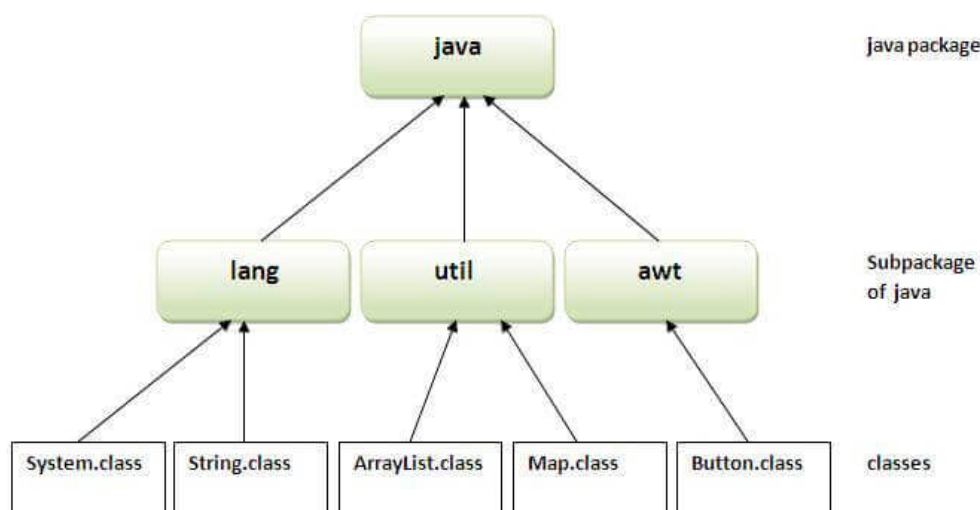 java
java package
lang
util
awt
Subpackage
of java
System.class
String.class
ArrayList.class
Map.class
Button.class
classes